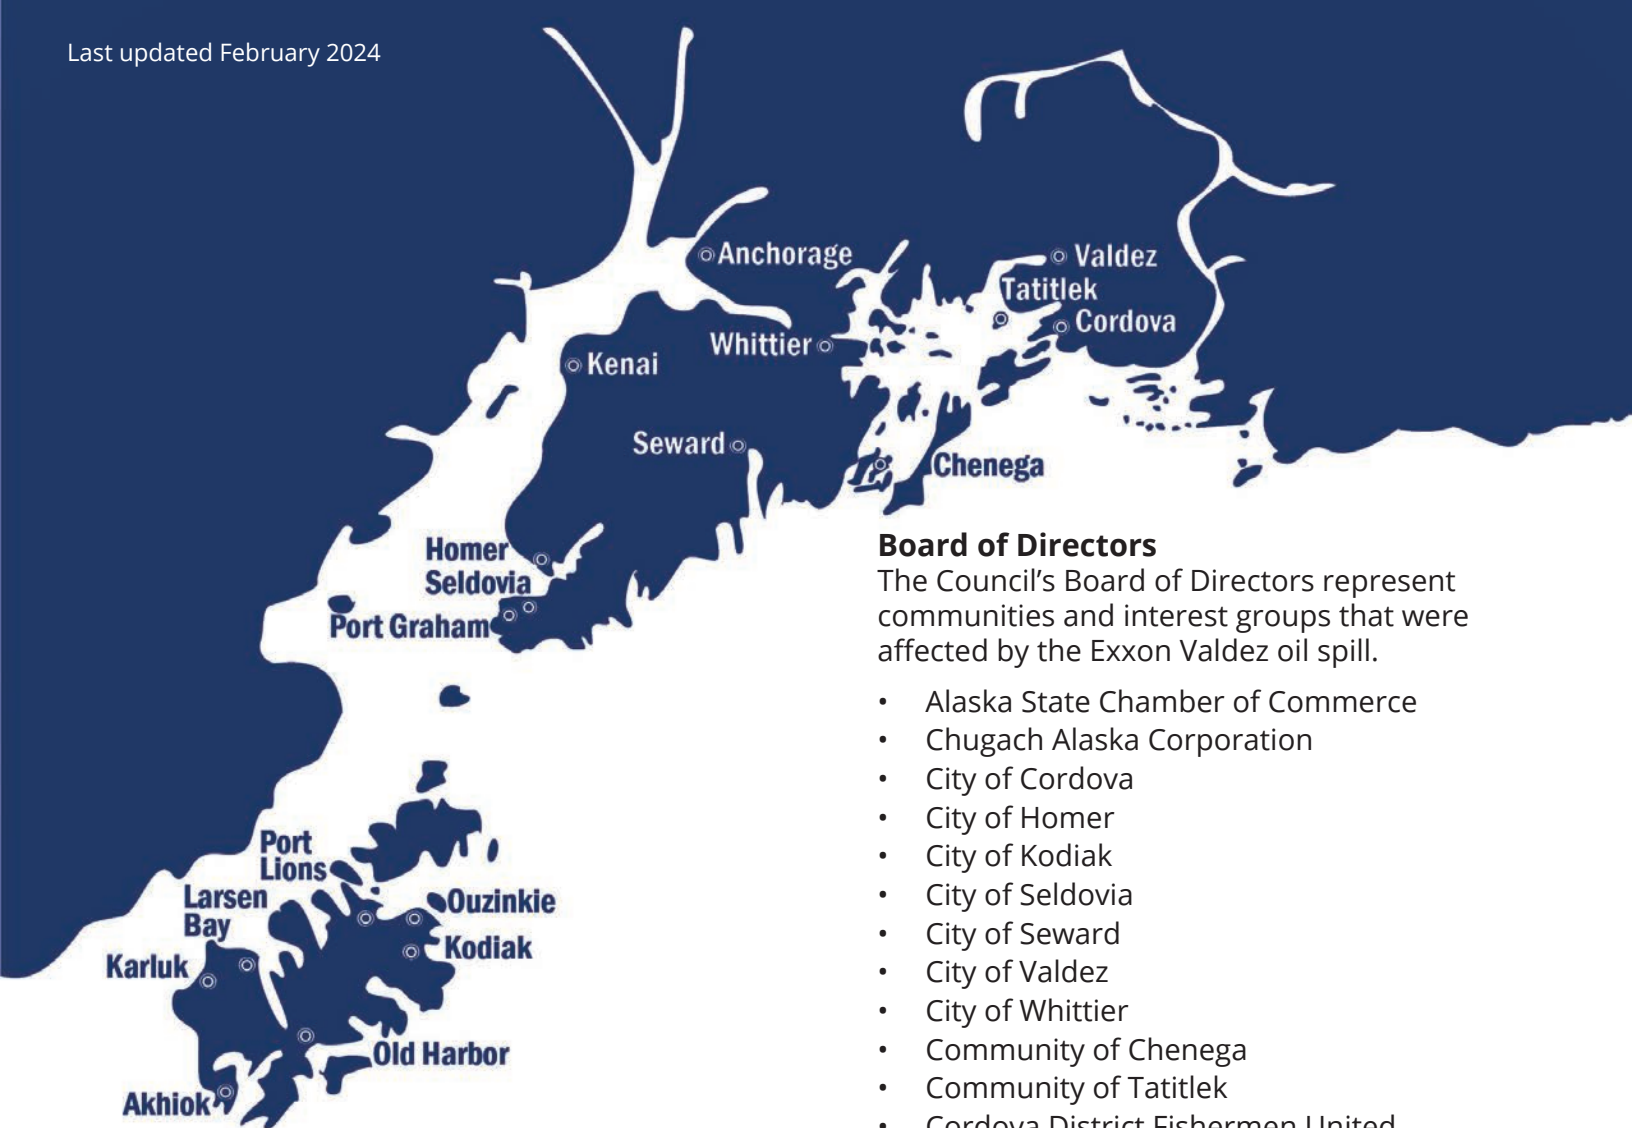 Last updated February 2024
Anchorage
Valdez
Tatitlek
Cordova
Whittier
Kenai
Seward
Chenega
Homer
Seldovia
Port Graham
Port
Lions
Larsen
Bay
Ouzinkie
Kodiak
Karluk
Old Harbor
Akhiok
Board of Directors
The Council’s Board of Directors represent
communities and interest groups that were
affected by the Exxon Valdez oil spill.
• Alaska State Chamber of Commerce
• Chugach Alaska Corporation
• City of Cordova
• City of Homer
• City of Kodiak
• City of Seldovia
• City of Seward
• City of Valdez
• City of Whittier
• Community of Chenega
• Community of Tatitlek
• Cordova District Fishermen United